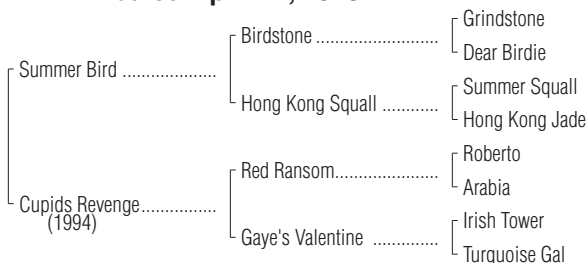 Grindstone
Birdstone ..........................
Dear Birdie
Summer Bird ....................
Summer Squall
Hong Kong Squall ............
Hong Kong Jade
Roberto
Red Ransom......................
Arabia
Cupids Revenge................
(1994)
Irish Tower
Gaye's Valentine ..............
Turquoise Gal